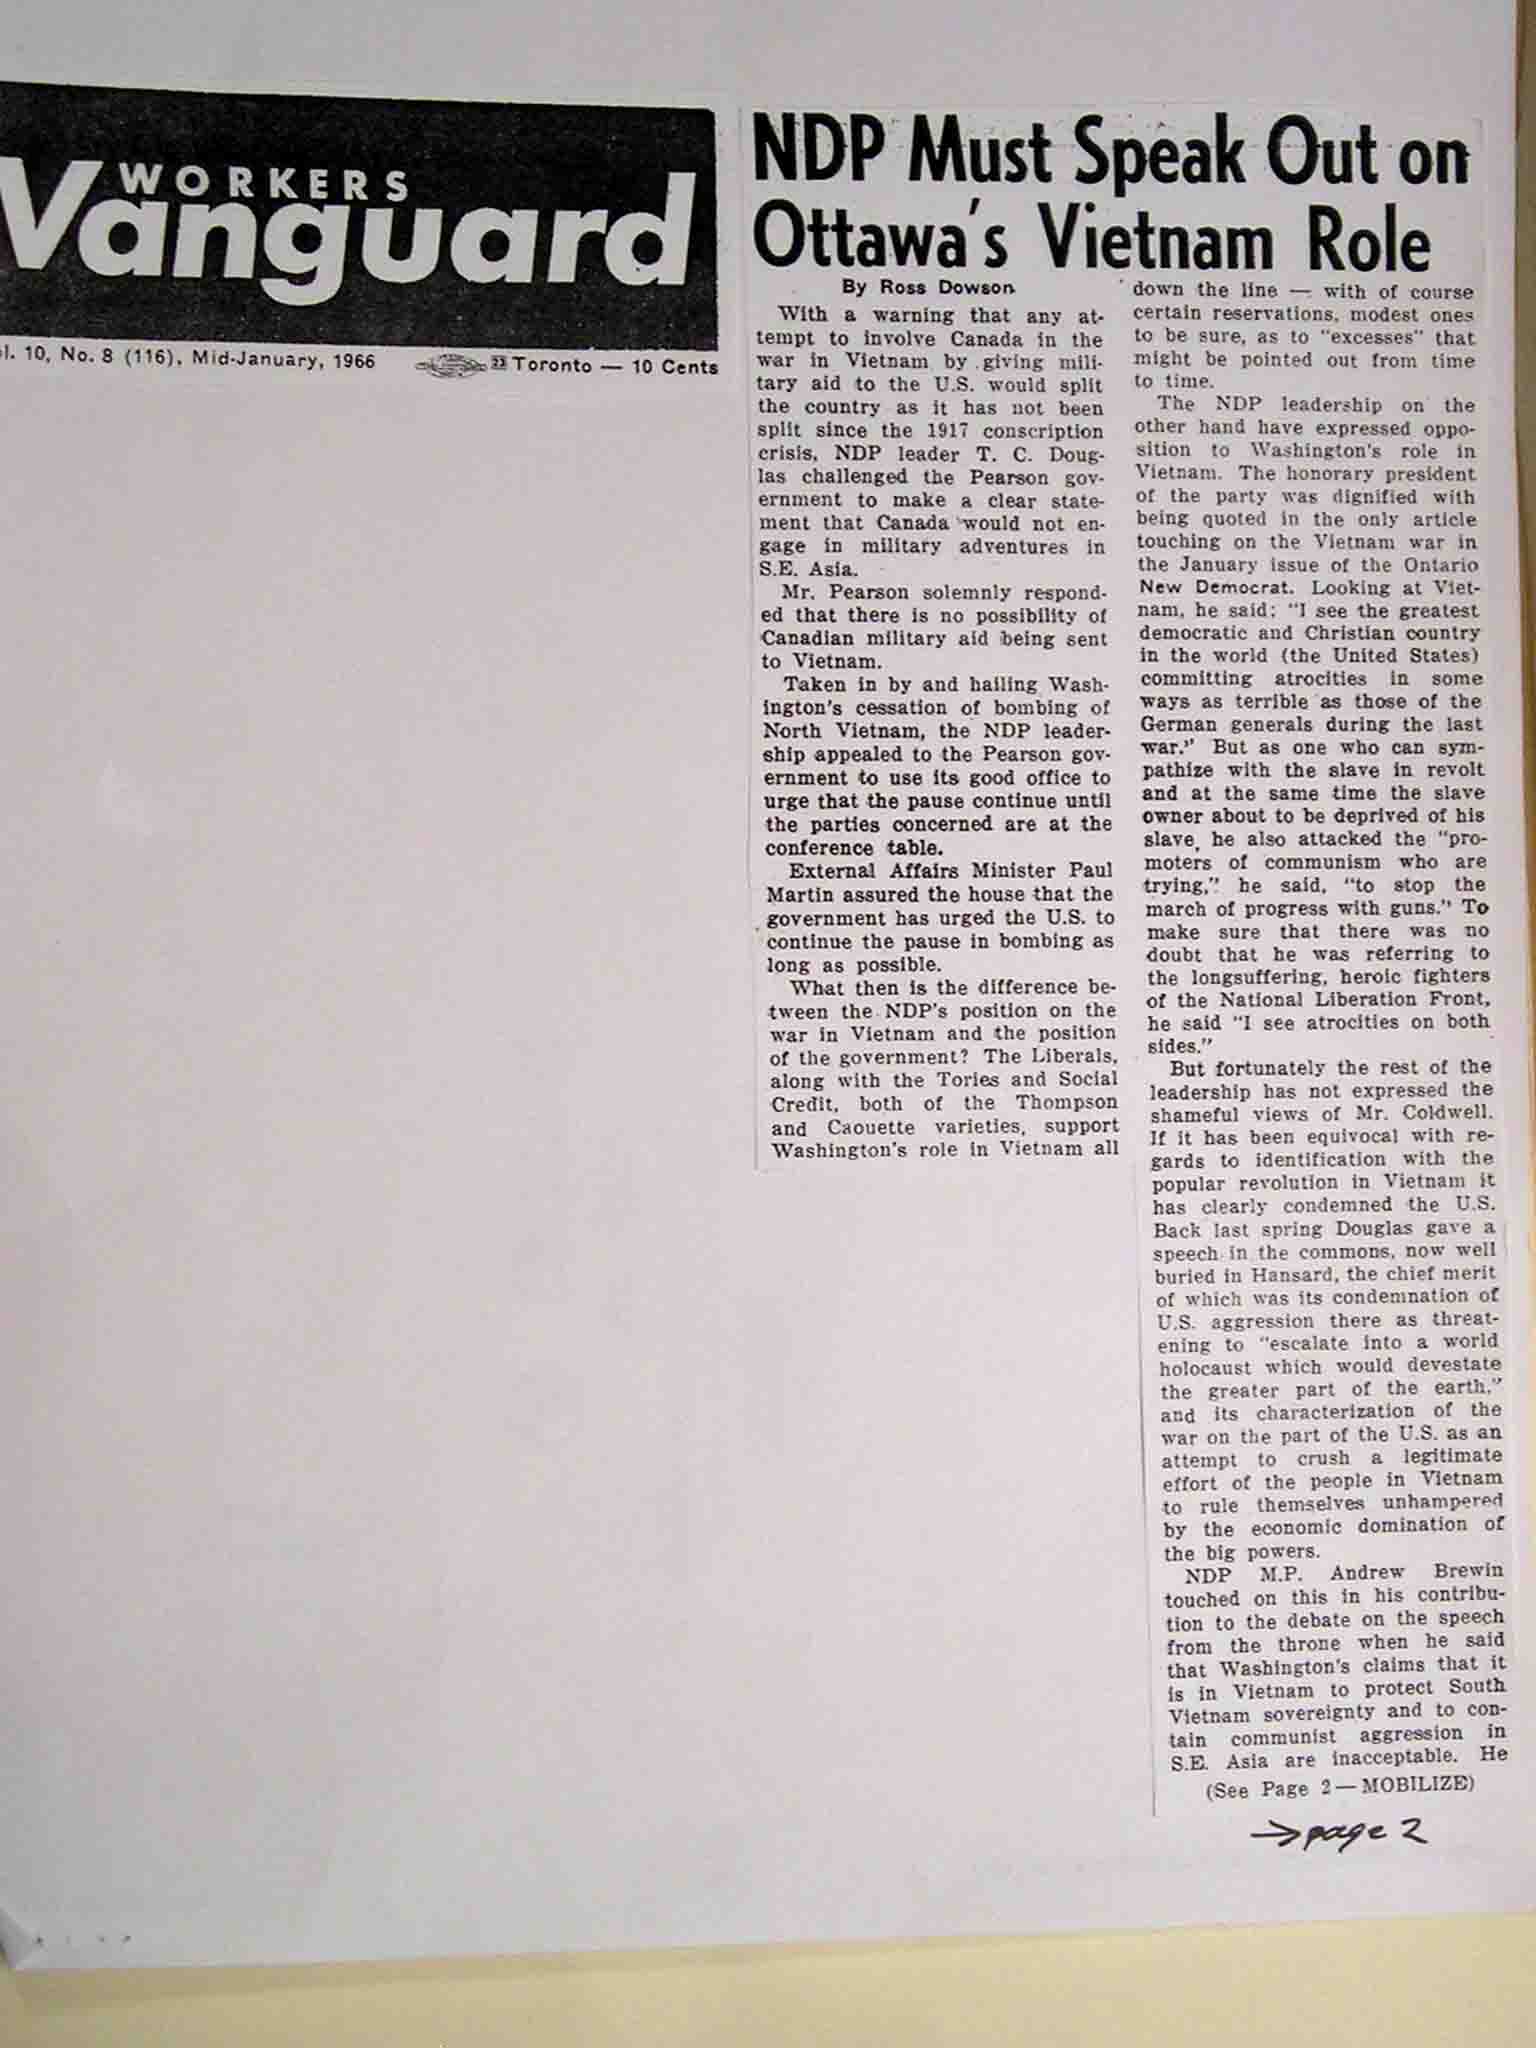 WORKERS
Vanguard
l. 10, No. 8 (116), Mid-January, 1966
Toronto — 10 Cents
NDP Must Speak Out on
Ottawa's Vietnam Role
By Ross Dowson
With a warning that any at-
tempt to involve Canada in the
war in Vietnam by giving mili-
tary aid to the U.S. would split
the country as it has not been
split since the 1917 conscription
crisis, NDP leader T. C. Doug-
las challenged the Pearson gov-
ernment to make a clear state-
ment that Canada would not en-
gage in military adventures in
S.E. Asia.
Mr. Pearson solemnly respond-
ed that there is no possibility of
Canadian military aid being sent
to Vietnam.
Taken in by and hailing Wash-
ington's cessation of bombing of
North Vietnam, the NDP leader-
ship appealed to the Pearson gov-
ernment to use its good office to
urge that the pause continue until
the parties concerned are at the
conference table.
External Affairs Minister Paul
Martin assured the house that the
government has urged the U.S. to
continue the pause in bombing as
long as possible.
What then is the difference be-
tween the NDP's position on the
war in Vietnam and the position
of the government? The Liberals,
along with the Tories and Social
Credit, both of the Thompson
and Caouette varieties, support
Washington's role in Vietnam all
down the line — with of course
certain reservations, modest ones
to be sure, as to "excesses" that
might be pointed out from time
to time.
The NDP leadership on the
other hand have expressed oppo-
sition to Washington's role in
Vietnam. The honorary president
of the party was dignified with
being quoted in the only article
touching on the Vietnam war in
the January issue of the Ontario
New Democrat. Looking at Viet-
nam, he said: "I see the greatest
democratic and Christian country
in the world (the United States)
committing atrocities in some
ways as terrible as those of the
German generals during the last
war." But as one who can sym-
pathize with the slave in revolt
and at the same time the slave
owner about to be deprived of his
slave, he also attacked the "pro-
moters of communism who are
trying," he said, "to stop the
march of progress with guns." To
make sure that there was no
doubt that he was referring to
the longsuffering, heroic fighters
of the National Liberation Front,
he said "I see atrocities on both
sides."
But fortunately the rest of the
leadership has not expressed the
shameful views of Mr. Coldwell.
If it has been equivocal with re-
gards to identification with the
popular revolution in Vietnam it
has clearly condemned the U.S.
Back last spring Douglas gave a
speech in the commons, now well
buried in Hansard, the chief merit
of which was its condemnation of
U.S. aggression there as threat-
ening to "escalate into a world
holocaust which would devestate
the greater part of the earth,"
and its characterization of the
war on the part of the U.S. as an
attempt to crush a legitimate
effort of the people in Vietnam
to rule themselves unhampered
by the economic domination of
the big powers.
NDP M.P. Andrew Brewin
touched on this in his contribu-
tion to the debate on the speech
from the throne when he said
that Washington's claims that it
is in Vietnam to protect South
Vietnam sovereignty and to con-
tain communist aggression in
S.E. Asia are inacceptable. He
(See Page 2—MOBILIZE)
→page 2